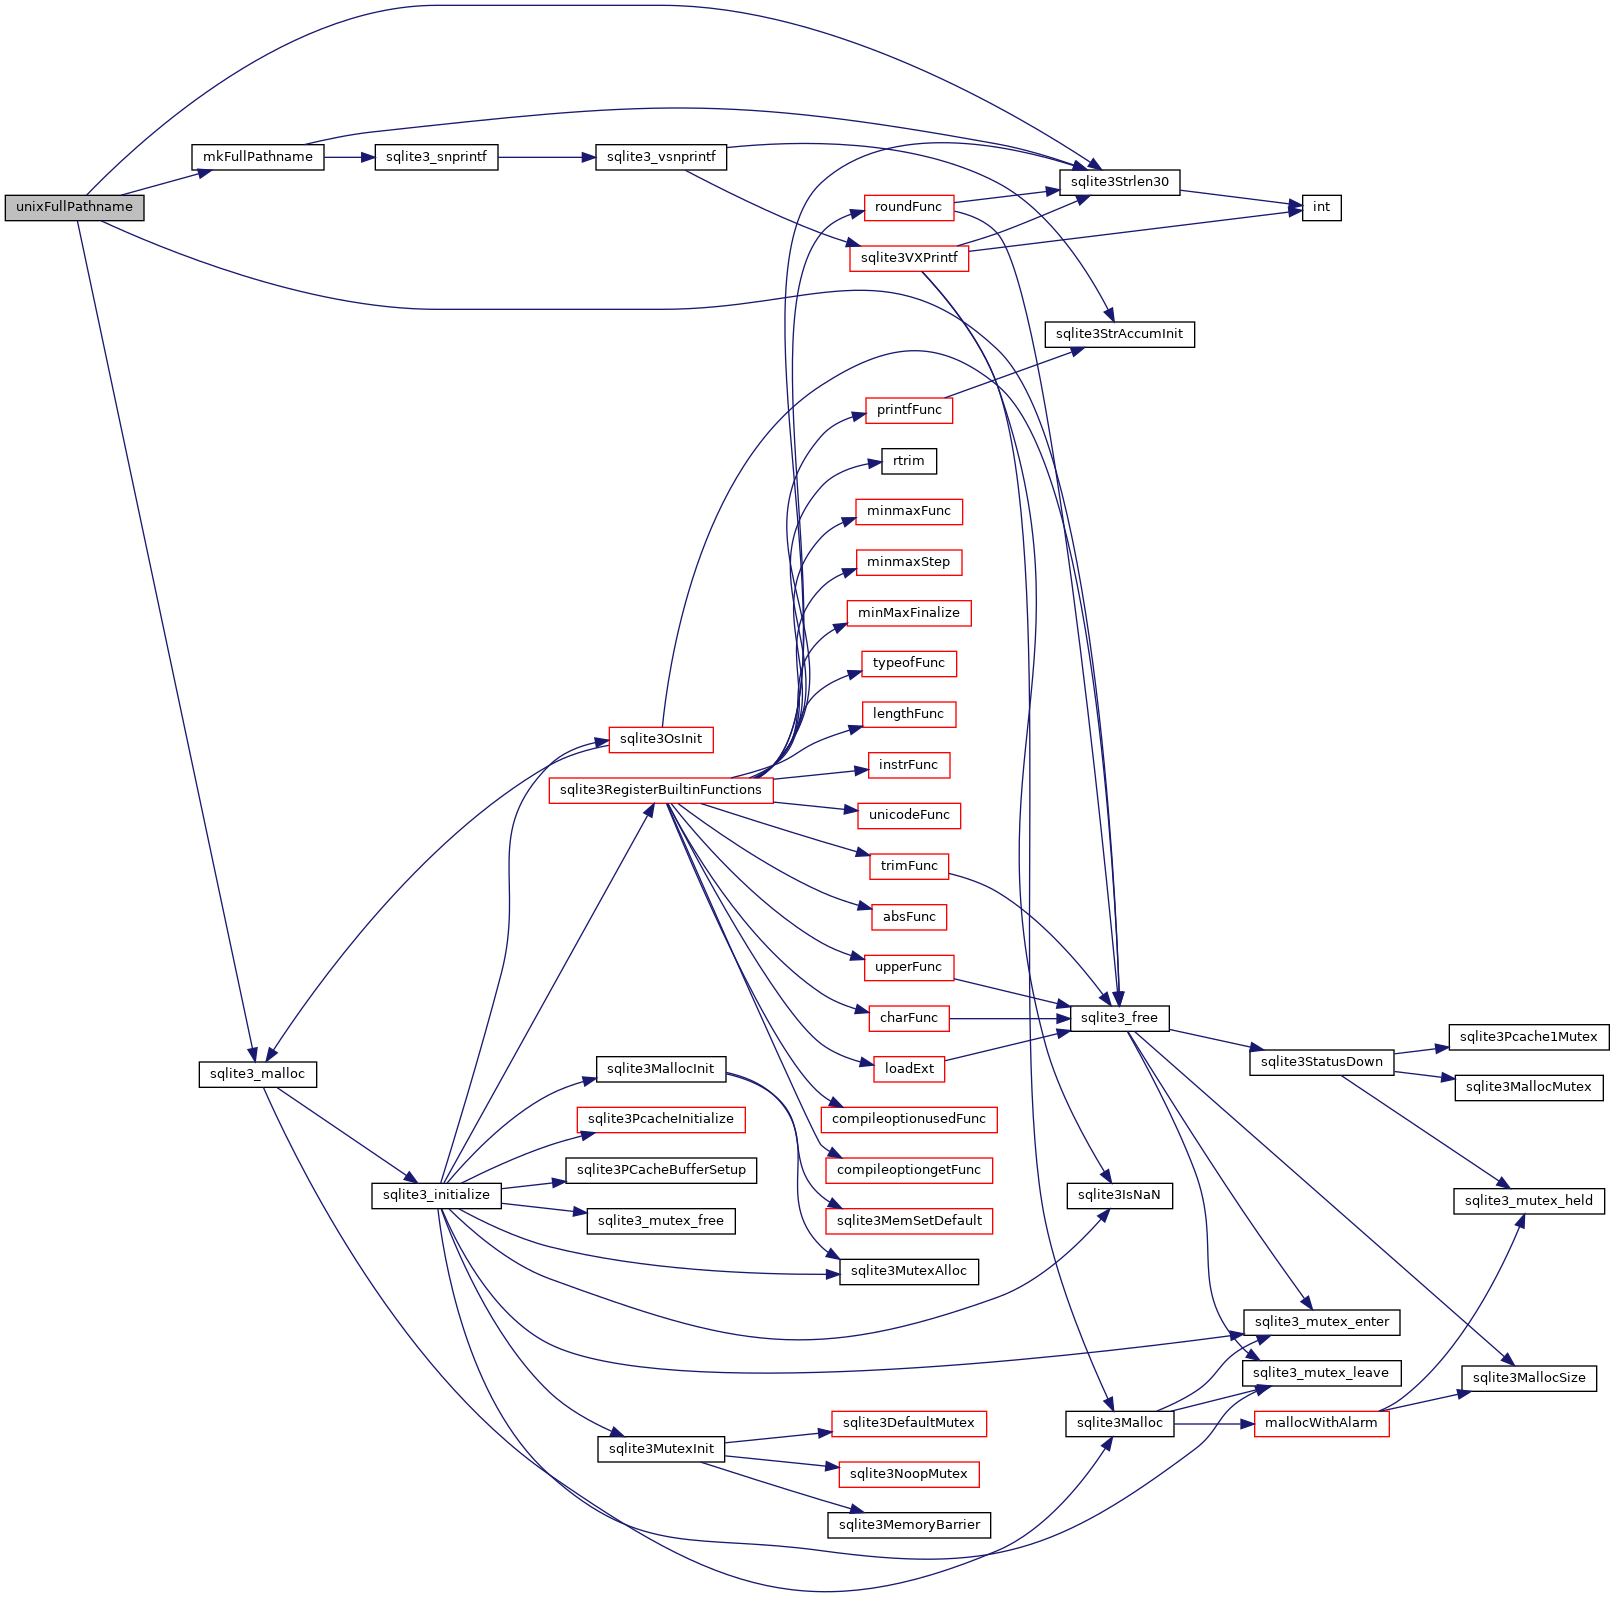 unixFullPathname
mkFullPathname
sqlite3_snprintf
sqlite3_vsnprintf
sqlite3Strlen30
int
roundFunc
sqlite3VXPrintf
sqlite3StrAccumInit
printfFunc
rtrim
minmaxFunc
minmaxStep
minMaxFinalize
typeofFunc
lengthFunc
sqlite3OsInit
instrFunc
sqlite3RegisterBuiltinFunctions
unicodeFunc
trimFunc
absFunc
upperFunc
charFunc
sqlite3_free
loadExt
sqlite3StatusDown
sqlite3Pcache1Mutex
sqlite3MallocMutex
sqlite3_malloc
sqlite3MallocInit
sqlite3PcacheInitialize
compileoptionusedFunc
sqlite3PCacheBufferSetup
compileoptiongetFunc
sqlite3_initialize
sqlite3IsNaN
sqlite3_mutex_held
sqlite3_mutex_free
sqlite3MemSetDefault
sqlite3MutexAlloc
sqlite3_mutex_enter
sqlite3_mutex_leave
sqlite3MallocSize
sqlite3DefaultMutex
sqlite3Malloc
mallocWithAlarm
sqlite3MutexInit
sqlite3NoopMutex
sqlite3MemoryBarrier